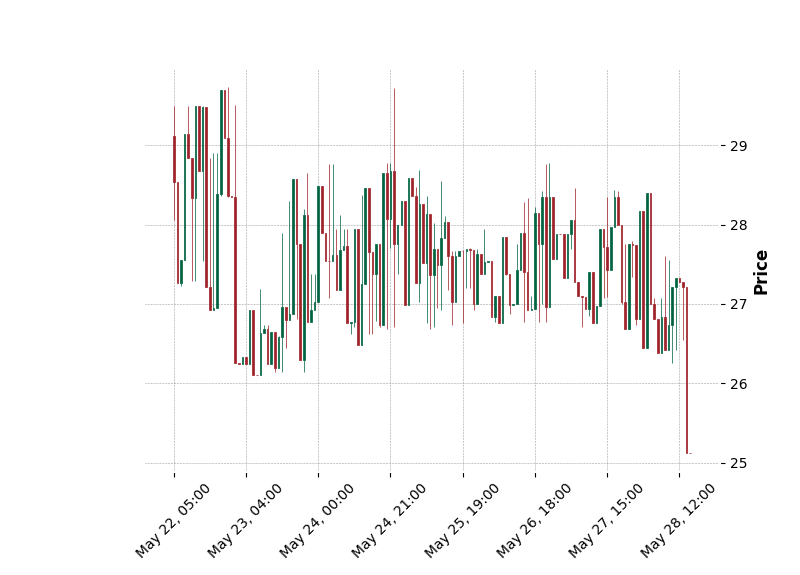 29
28
27
26
25
Price
May 22, 05:00
May 23, 04:00
May 24, 00:00
May 24, 21:00
May 25, 19:00
May 26, 18:00
May 27, 15:00
May 28, 12:00